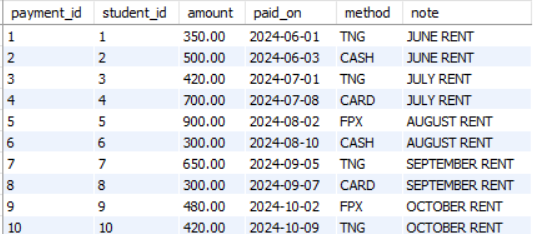 payment_id student_id amount paid_on method note
1 1 350.00 2024-06-01 TNG JUNE RENT
2 2 500.00 2024-06-03 CASH JUNE RENT
3 3 420.00 2024-07-01 TNG JULY RENT
4 4 700.00 2024-07-08 CARD JULY RENT
5 5 900.00 2024-08-02 FPX AUGUST RENT
6 6 300.00 2024-08-10 CASH AUGUST RENT
7 7 650.00 2024-09-05 TNG SEPTEMBER RENT
8 8 300.00 2024-09-07 CARD SEPTEMBER RENT
9 9 480.00 2024-10-02 FPX OCTOBER RENT
10 10 420.00 2024-10-09 TNG OCTOBER RENT